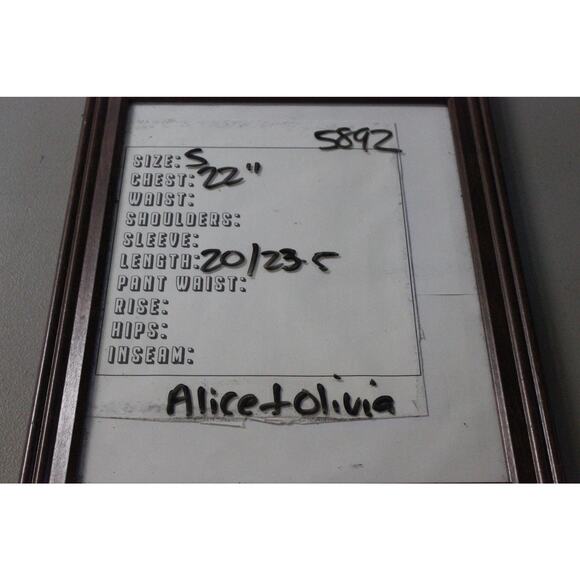 5892
SIZE: S
CHEST: 22"
WAIST:
SHOULDERS:
SLEEVE:
LENGTH: 20/23.5
PANT WAIST:
RISE:
HIPS:
INSEAM:
Alice+Olivia